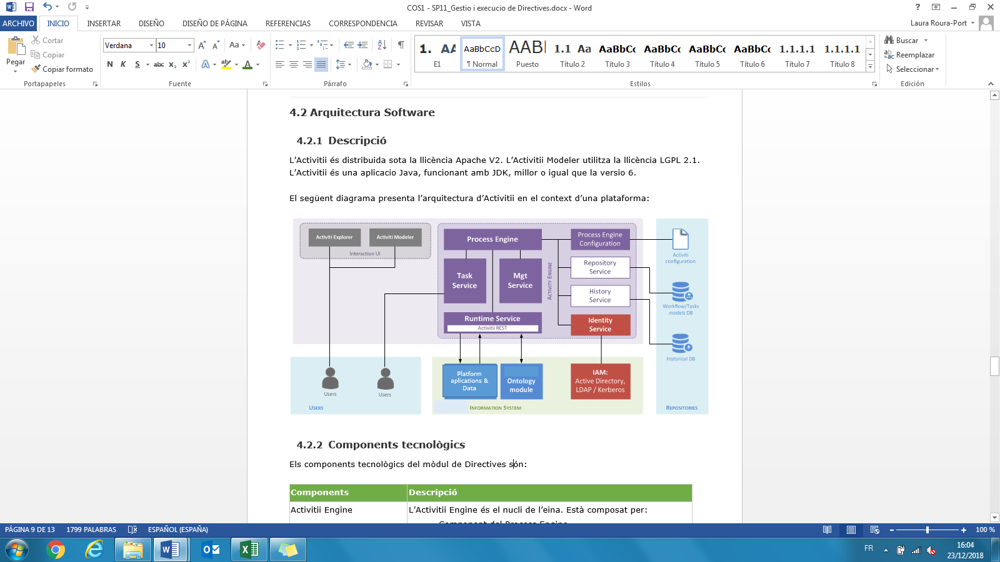 COS1 - SP11_Gestio i execucio de Directives.docx - Word
ARCHIVO INICIO INSERTAR DISEÑO DISEÑO DE PÁGINA REFERENCIAS CORRESPONDENCIA REVISAR VISTA
Laura Roura-Port
Pegar
Cortar
Copiar
Copiar formato
Portapapeles
Verdana 10
Aa
N K S abc x₂ x²
Fuente
Párrafo
1. AA
E1
AaBbCcD
¶ Normal
AABI
Puesto
1.1 Aa
Título 2
AaBbCc
Título 3
AaBbCc
Título 4
AaBbCc
Título 5
AaBbCc
Título 6
1.1.1.1
Título 7
1.1.1.1
Título 8
Estilos
Buscar
Reemplazar
Seleccionar
Edición
4.2 Arquitectura Software
4.2.1 Descripció
L’Activitii és distribuida sota la llicència Apache V2. L’Activitii Modeler utilitza la llicència LGPL 2.1.
L’Activitii és una aplicacio Java, funcionant amb JDK, millor o igual que la versio 6.
El següent diagrama presenta l’arquitectura d’Activitii en el context d’una plataforma:
Activiti Explorer
Activiti Modeler
Interaction UI
Process Engine
Task
Service
Mgt
Service
Runtime Service
Activitii REST
ACTIVITY ENGINE
Process Engine
Configuration
Repository
Service
History
Service
Identity
Service
Activiti
configuration
Workflow/Tasks
models DB
Historical DB
REPOSITORIES
Users
Users
USERS
Platform
aplications &
Data
Ontology
module
IAM:
Active Directory,
LDAP / Kerberos
INFORMATION SYSTEM
4.2.2 Components tecnològics
Els components tecnològics del mòdul de Directives són:
Components Descripció
Activitii Engine L’Activitii Engine és el nucli de l’eina. Està composat per:
Component del Process Engine
PÁGINA 9 DE 13 1799 PALABRAS ESPAÑOL (ESPAÑA) 100 %
FR
16:04
23/12/2018